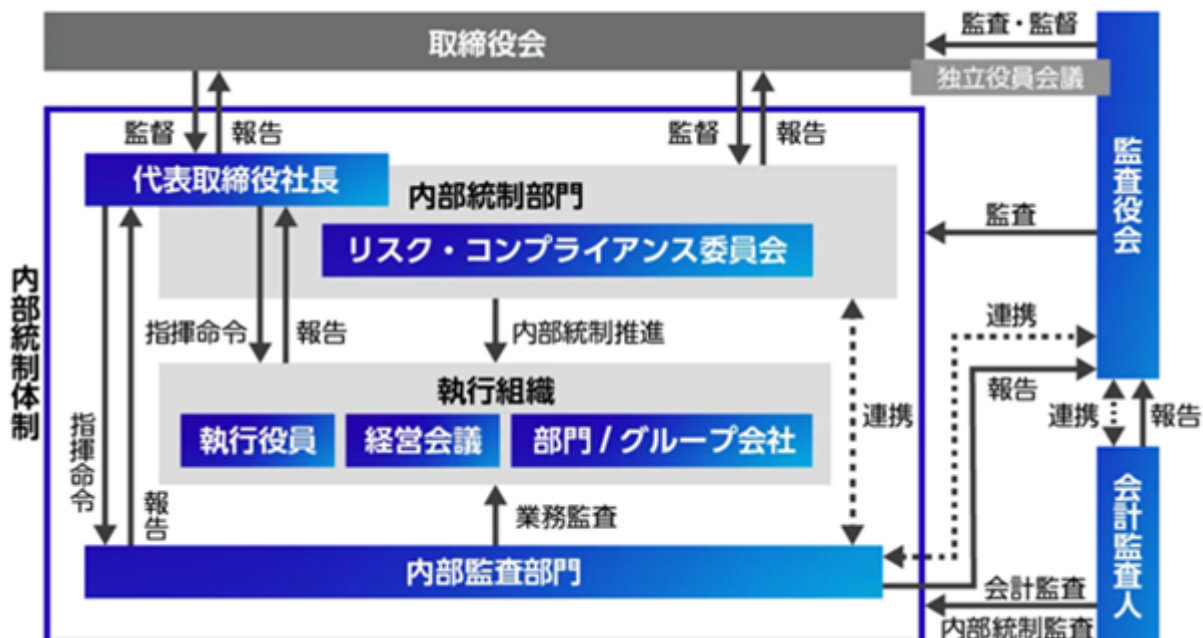 取締役会
監査・監督
独立役員会議
監督
報告
監督
報告
代表取締役社長
内部統制部門
リスク・コンプライアンス委員会
監査
監査役会
内部統制体制
指揮命令
報告
内部統制推進
連携
執行組織
執行役員
経営会議
部門 / グループ会社
連携
報告
連携
報告
指揮命令
報告
業務監査
内部監査部門
会計監査人
会計監査
内部統制監査